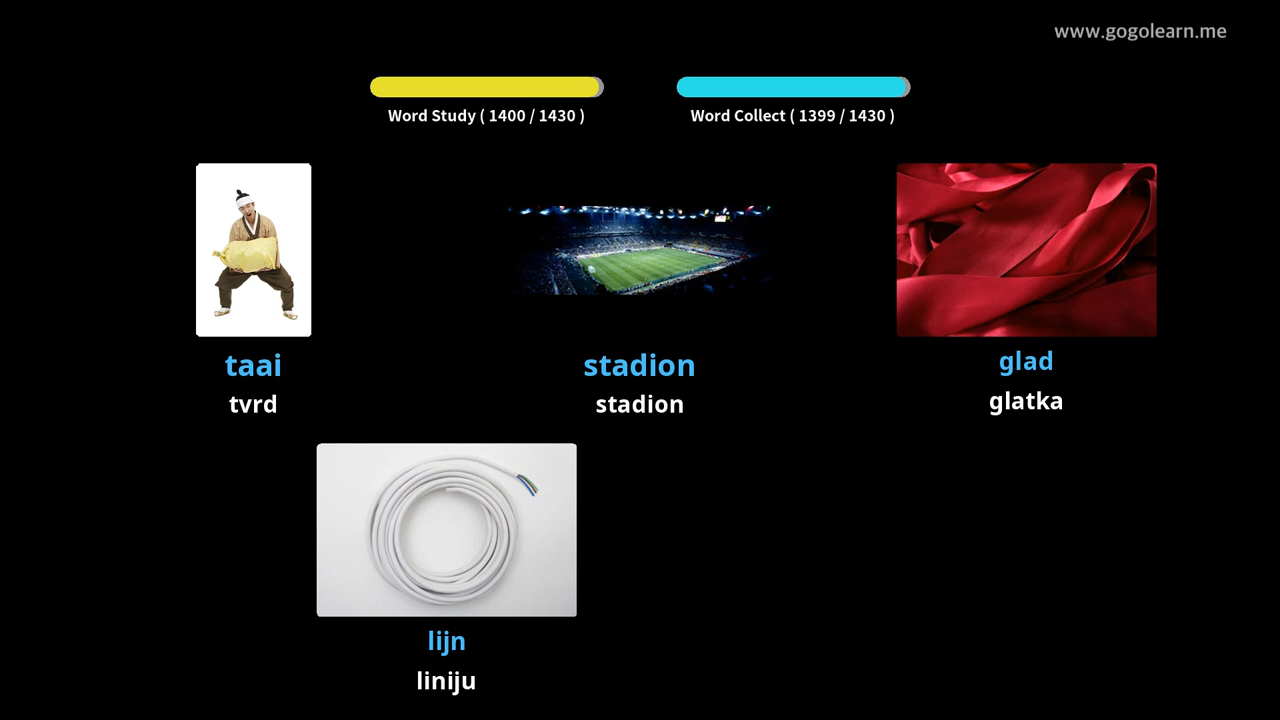 www.gogolearn.me
Word Study ( 1400 / 1430 )
Word Collect ( 1399 / 1430 )
taai
tvrd
stadion
stadion
glad
glatka
lijn
liniju